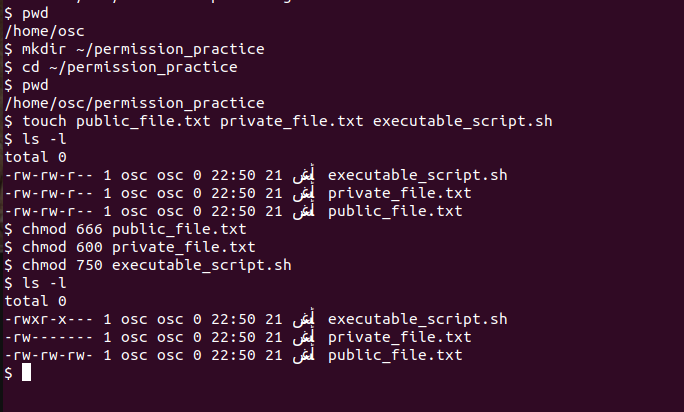 $ pwd
/home/osc
$ mkdir ~/permission_practice
$ cd ~/permission_practice
$ pwd
/home/osc/permission_practice
$ touch public_file.txt private_file.txt executable_script.sh
$ ls -l
total 0
-rw-rw-r-- 1 osc osc 0 22:50 21 أغس executable_script.sh
-rw-rw-r-- 1 osc osc 0 22:50 21 أغس private_file.txt
-rw-rw-r-- 1 osc osc 0 22:50 21 أغس public_file.txt
$ chmod 666 public_file.txt
$ chmod 600 private_file.txt
$ chmod 750 executable_script.sh
$ ls -l
total 0
-rwxr-x--- 1 osc osc 0 22:50 21 أغس executable_script.sh
-rw------- 1 osc osc 0 22:50 21 أغس private_file.txt
-rw-rw-rw- 1 osc osc 0 22:50 21 أغس public_file.txt
$